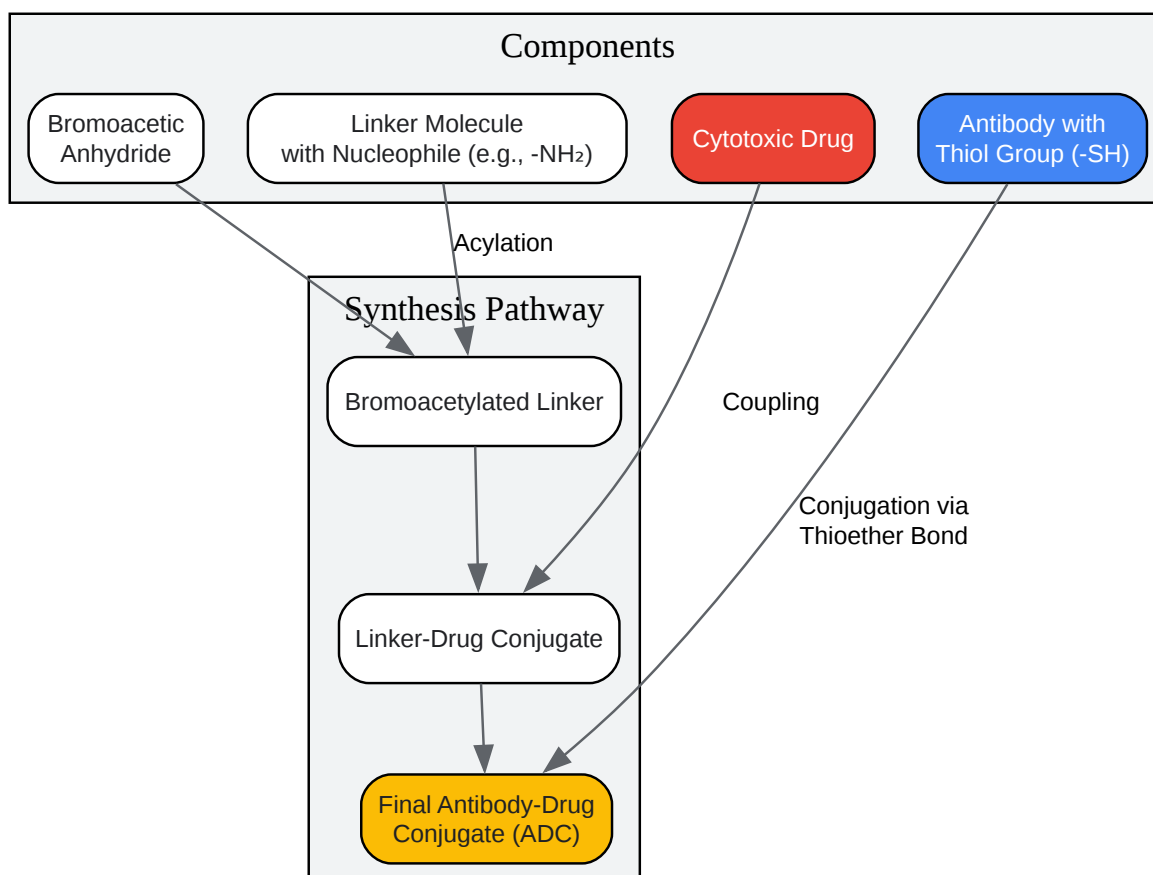 Components
Bromoacetic
Anhydride
Linker Molecule
with Nucleophile (e.g., -NH₂)
Cytotoxic Drug
Antibody with
Thiol Group (-SH)
Acylation
Synthesis Pathway
Bromoacetylated Linker
Coupling
Conjugation via
Thioether Bond
Linker-Drug Conjugate
Final Antibody-Drug
Conjugate (ADC)